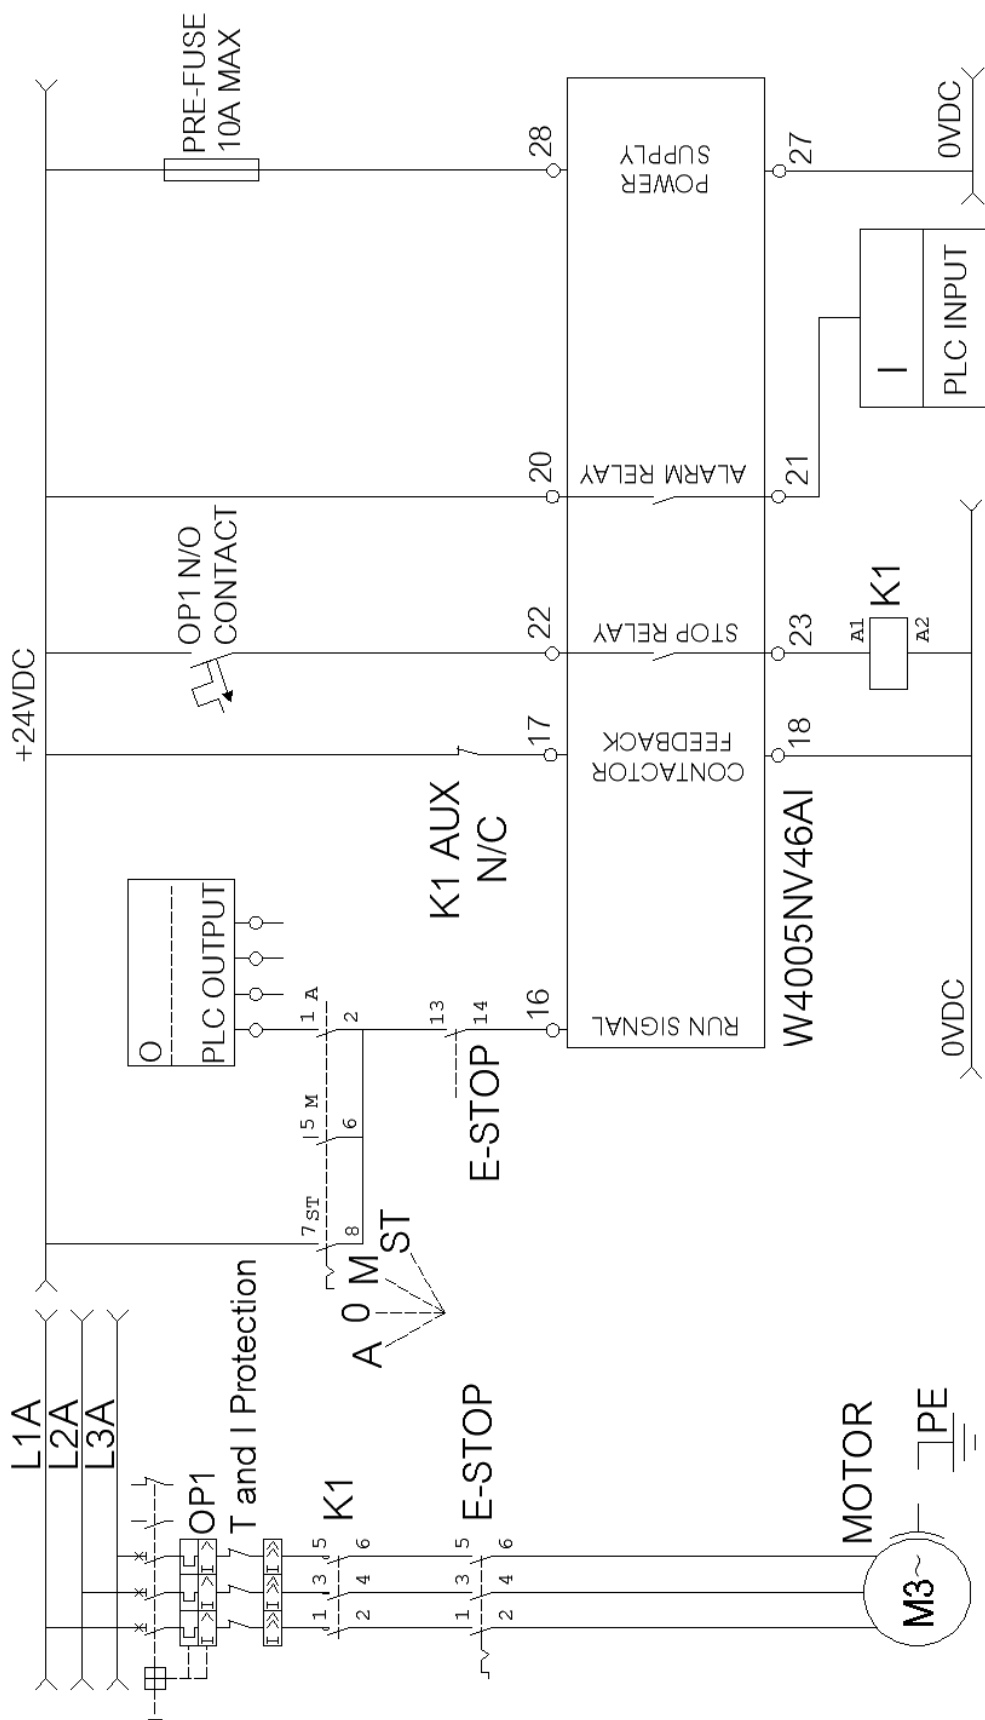 L1A
L2A
L3A
+24VDC
OP1
T and I Protection
K1
1
3
5
2
4
6
E-STOP
1
3
5
2
4
6
MOTOR
M3~
PE
A
0
M
ST
7
ST
8
5
M
6
1
A
2
O
PLC OUTPUT
13
14
E-STOP
16
RUN SIGNAL
K1 AUX
N/C
17
CONTACTOR
FEEDBACK
18
OP1 N/O
CONTACT
22
STOP RELAY
23
A1
A2
K1
20
ALARM RELAY
21
PRE-FUSE
10A MAX
28
POWER
SUPPLY
27
W4005NV46AI
0VDC
I
PLC INPUT
0VDC